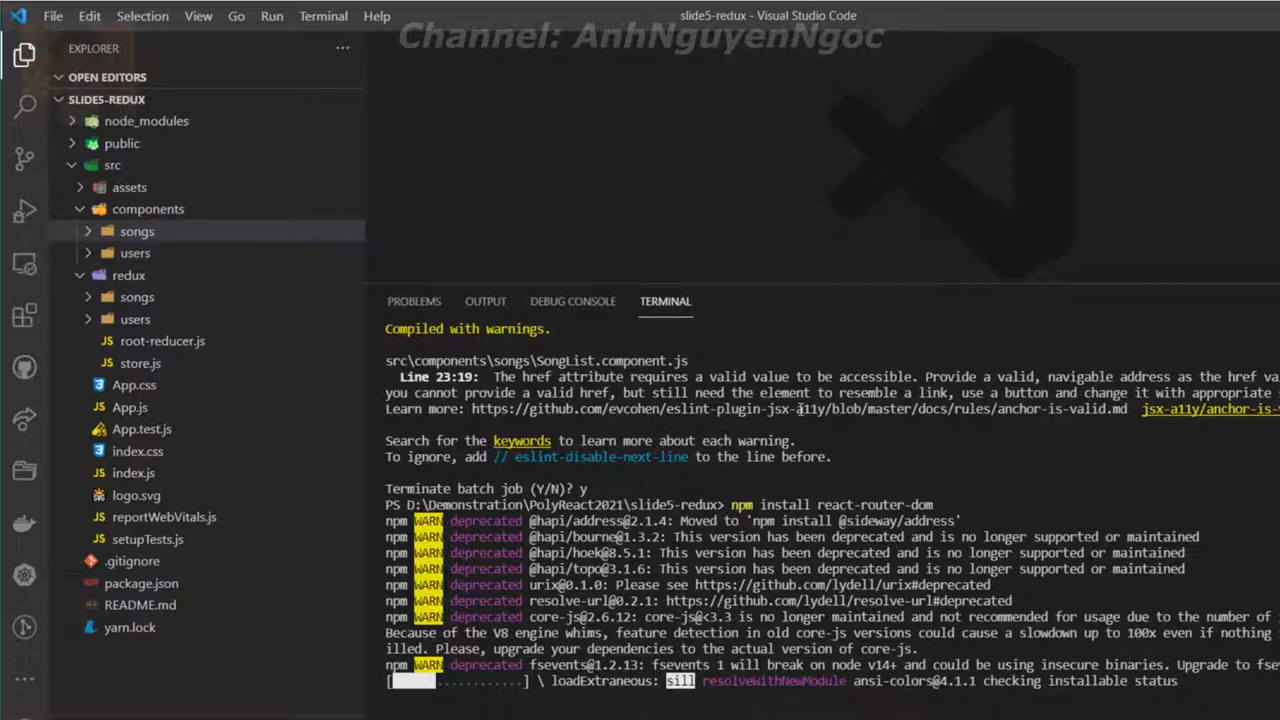 File Edit Selection View Go Run Terminal Help
slide5-redux - Visual Studio Code
Channel: AnhNguyenNgoc
EXPLORER
OPEN EDITORS
SLIDE5-REDUX
node_modules
public
src
assets
components
songs
users
redux
songs
users
root-reducer.js
store.js
App.css
App.js
App.test.js
index.css
index.js
logo.svg
reportWebVitals.js
setupTests.js
.gitignore
package.json
README.md
yarn.lock
PROBLEMS OUTPUT DEBUG CONSOLE TERMINAL
Compiled with warnings.
src\components\songs\SongList.component.js
Line 23:19: The href attribute requires a valid value to be accessible. Provide a valid, navigable address as the href va
you cannot provide a valid href, but still need the element to resemble a link, use a button and change it with appropriate
Learn more: https://github.com/evcohen/eslint-plugin-jsx-a11y/blob/master/docs/rules/anchor-is-valid.md jsx-a11y/anchor-is-
Search for the keywords to learn more about each warning.
To ignore, add // eslint-disable-next-line to the line before.
Terminate batch job (Y/N)? y
PS D:\Demonstration\PolyReact2021\slide5-redux> npm install react-router-dom
npm WARN deprecated @hapi/address@2.1.4: Moved to 'npm install @sideway/address'
npm WARN deprecated @hapi/bourne@1.3.2: This version has been deprecated and is no longer supported or maintained
npm WARN deprecated @hapi/hoek@8.5.1: This version has been deprecated and is no longer supported or maintained
npm WARN deprecated @hapi/topo@3.1.6: This version has been deprecated and is no longer supported or maintained
npm WARN deprecated urix@0.1.0: Please see https://github.com/lydell/urix#deprecated
npm WARN deprecated resolve-url@0.2.1: https://github.com/lydell/resolve-url#deprecated
npm WARN deprecated core-js@2.6.12: core-js@<3.3 is no longer maintained and not recommended for usage due to the number of
Because of the V8 engine whims, feature detection in old core-js versions could cause a slowdown up to 100x even if nothing
illed. Please, upgrade your dependencies to the actual version of core-js.
npm WARN deprecated fsevents@1.2.13: fsevents 1 will break on node v14+ and could be using insecure binaries. Upgrade to fse
[ ............] \ loadExtraneous: sill resolveWithNewModule ansi-colors@4.1.1 checking installable status